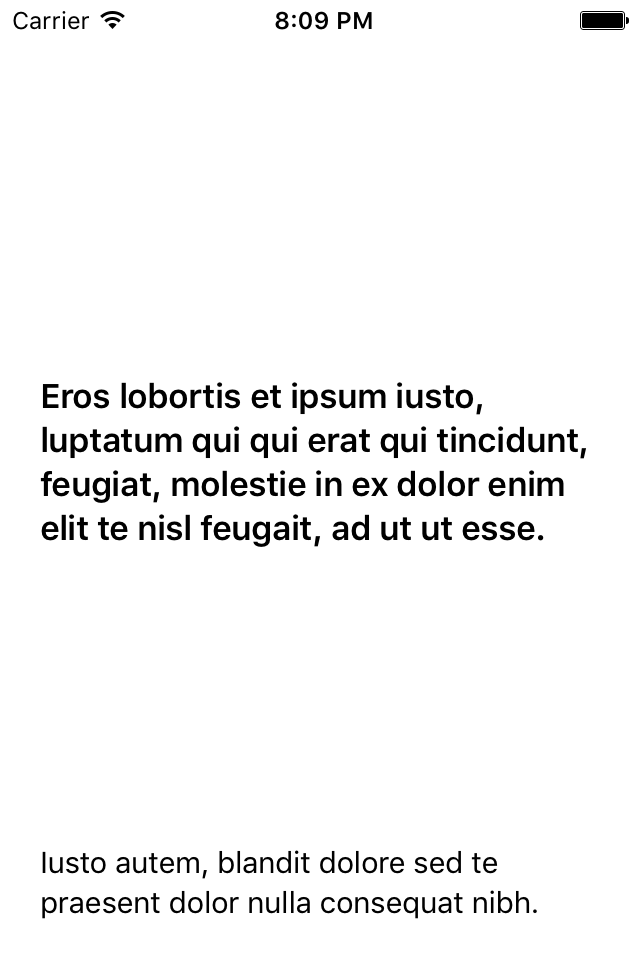 Carrier 8:09 PM
Eros lobortis et ipsum iusto,
luptatum qui qui erat qui tincidunt,
feugiat, molestie in ex dolor enim
elit te nisl feugait, ad ut ut esse.
Iusto autem, blandit dolore sed te
praesent dolor nulla consequat nibh.